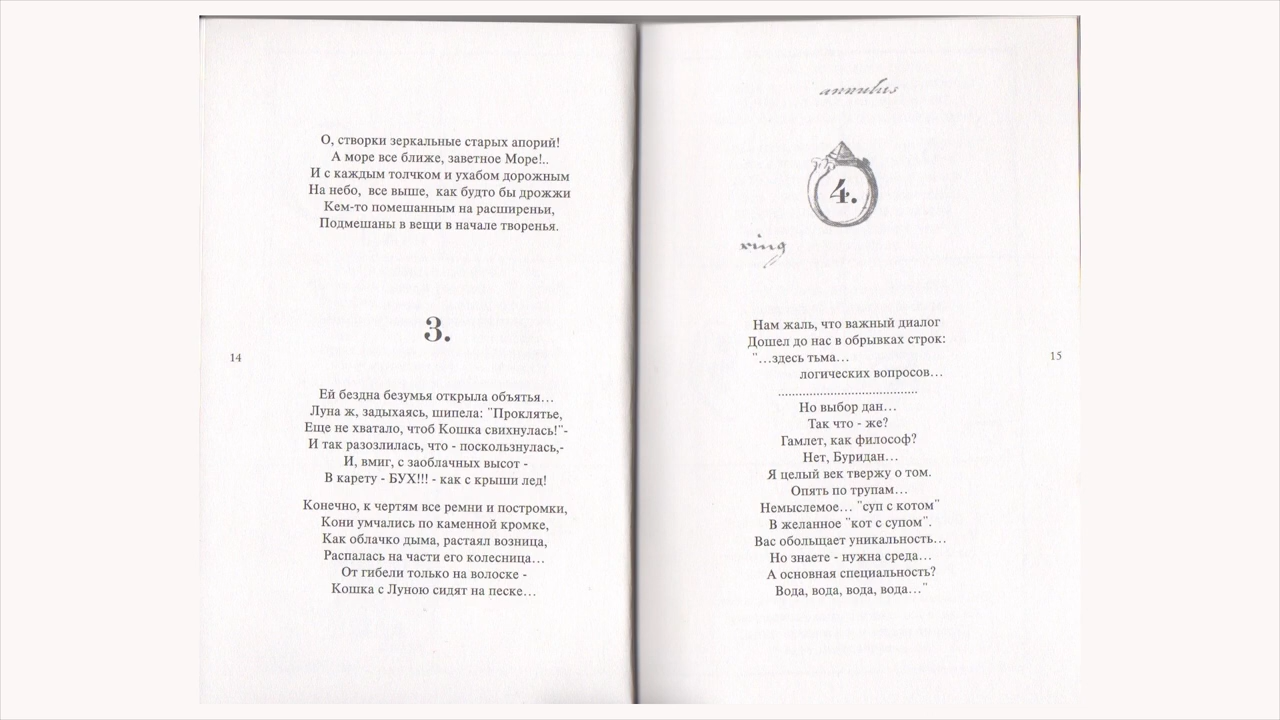 О, створки зеркальные старых апорий!
А море все ближе, заветное Море!..
И с каждым толчком и ухабом дорожным
На небо, все выше, как будто бы дрожжи
Кем-то помешанным на расширеньи,
Подмешаны в вещи в начале творенья.
3.
14
Ей бездна безумья открыла объятья...
Луна ж, задыхаясь, шипела: "Проклятье,
Еще не хватало, чтоб Кошка свихнулась!"-
И так разозлилась, что - поскользнулась,-
И, вмиг, с заоблачных высот -
В карету - БУХ!!! - как с крыши лед!
Конечно, к чертям все ремни и постромки,
Кони умчались по каменной кромке,
Как облачко дыма, растаял возница,
Распалась на части его колесница...
От гибели только на волоске -
Кошка с Луною сидят на песке...
annulus
4.
ring
Нам жаль, что важный диалог
Дошел до нас в обрывках строк:
"...здесь тьма...
логических вопросов...
15
..........................................
Но выбор дан...
Так что - же?
Гамлет, как философ?
Нет, Буридан...
Я целый век твержу о том.
Опять по трупам...
Немыслемое... "суп с котом"
В желанное "кот с супом".
Вас обольщает уникальность...
Но знаете - нужна среда...
А основная специальность?
Вода, вода, вода, вода..."